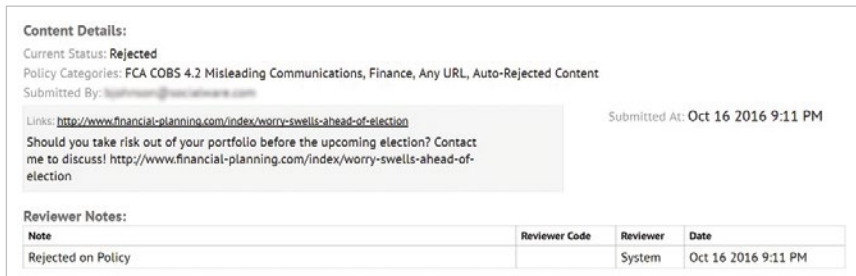 Content Details:
Current Status: Rejected
Policy Categories: FCA COBS 4.2 Misleading Communications, Finance, Any URL, Auto-Rejected Content
Submitted By:
Links: http://www.financial-planning.com/index/worry-swells-ahead-of-election
Submitted At: Oct 16 2016 9:11 PM
Should you take risk out of your portfolio before the upcoming election? Contact
me to discuss! http://www.financial-planning.com/index/worry-swells-ahead-of-
election
Reviewer Notes:
Note Reviewer Code Reviewer Date
Rejected on Policy System Oct 16 2016 9:11 PM